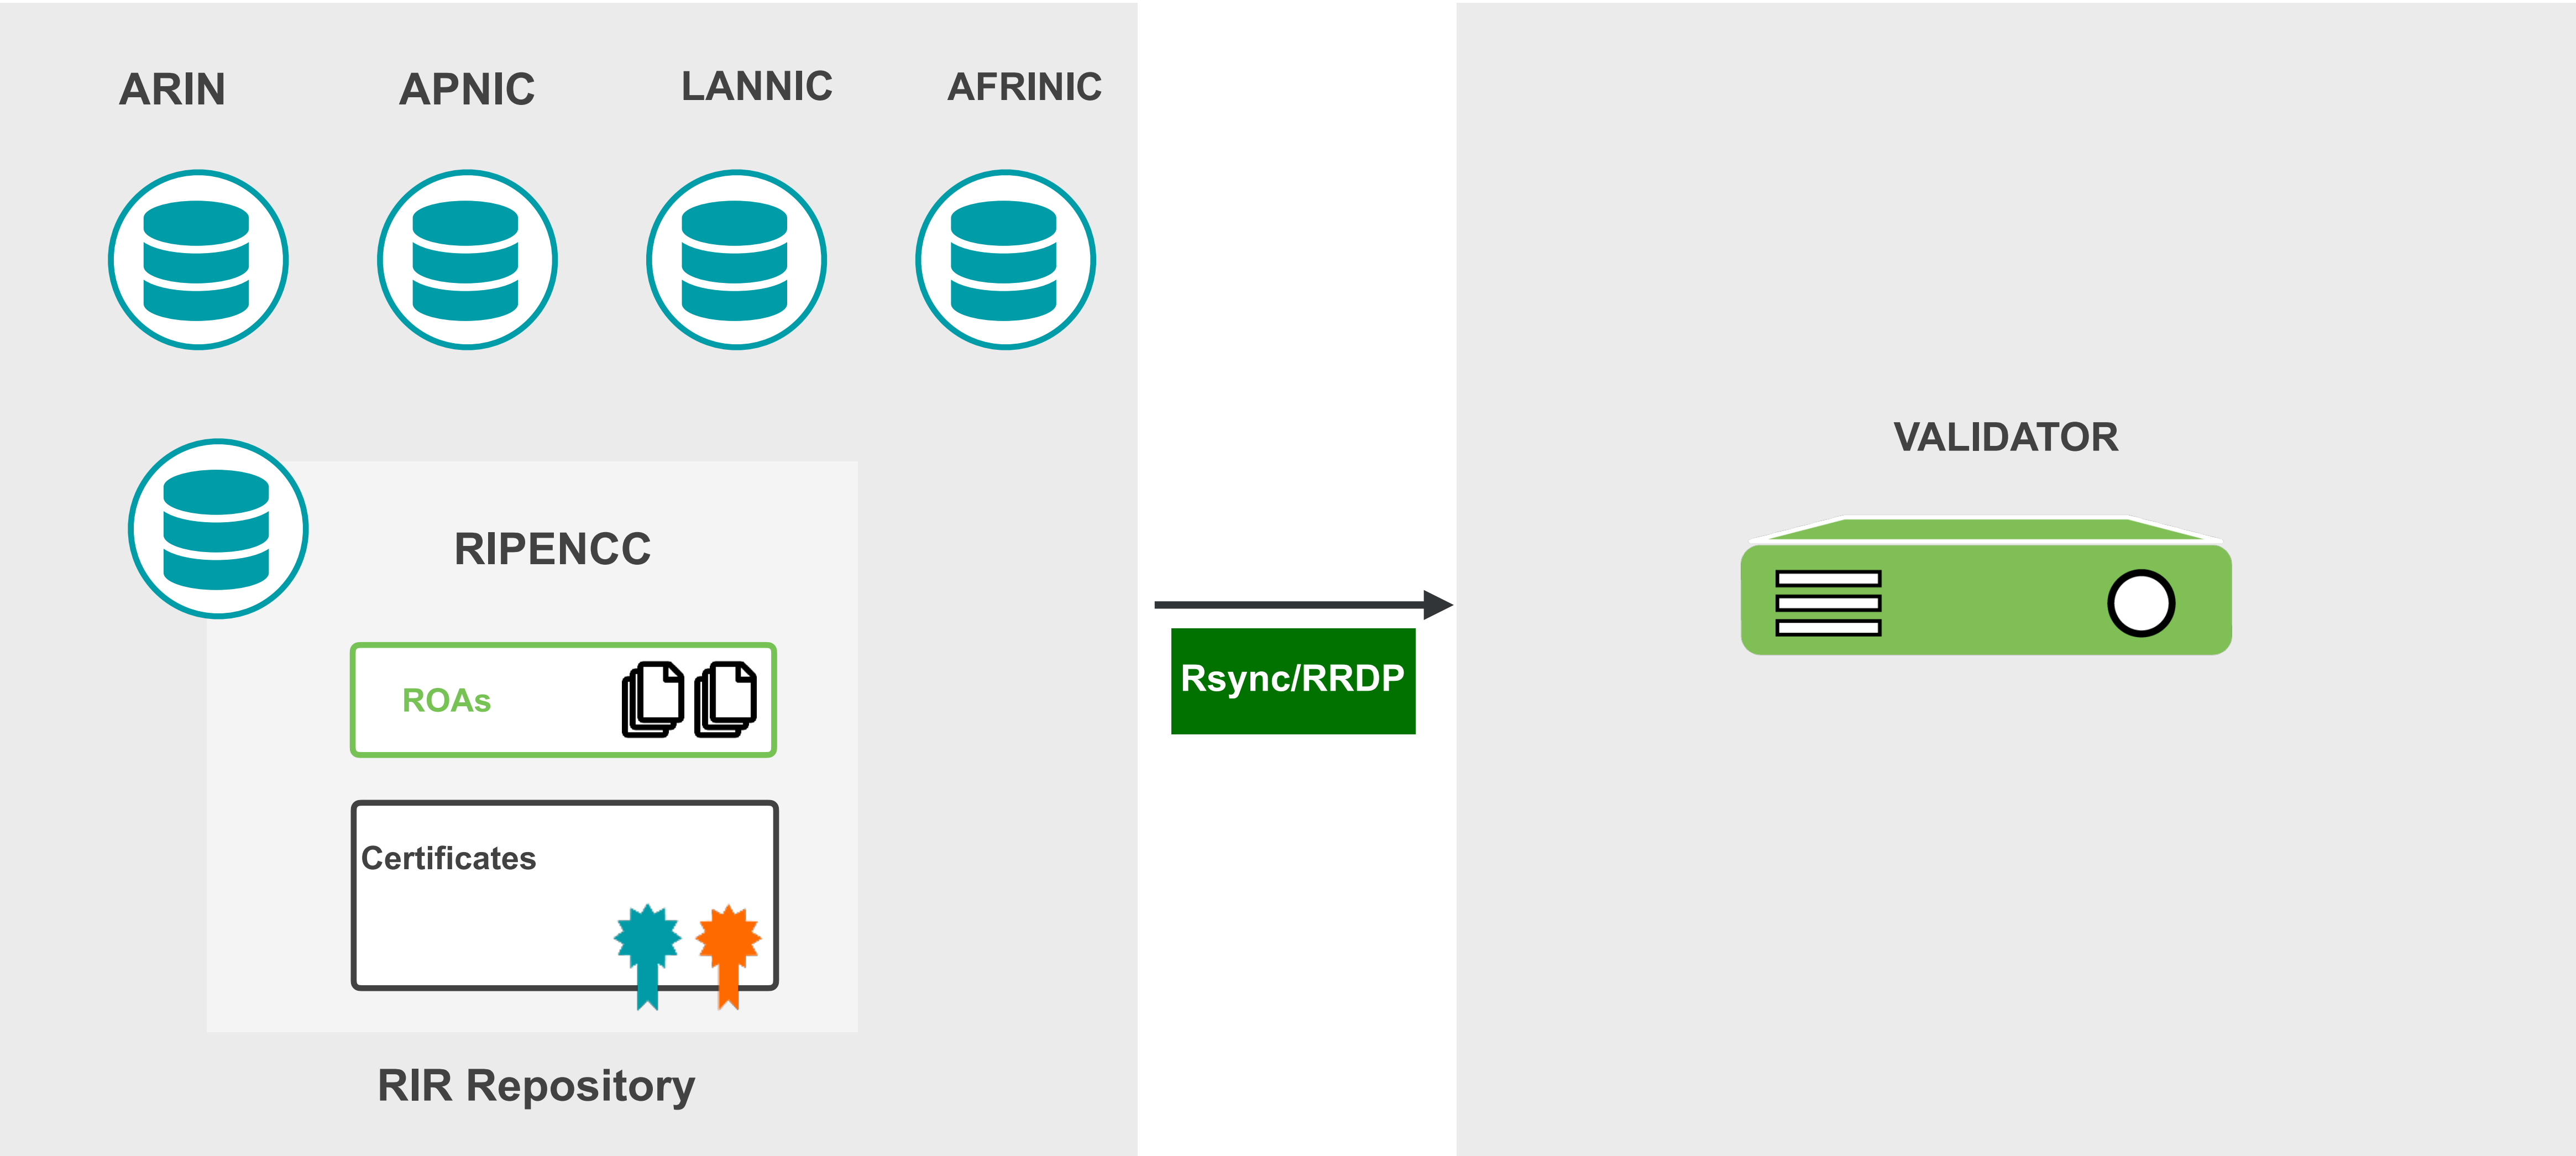 ARIN
APNIC
LANNIC
AFRINIC
RIPENCC
ROAs
Certificates
RIR Repository
Rsync/RRDP
VALIDATOR